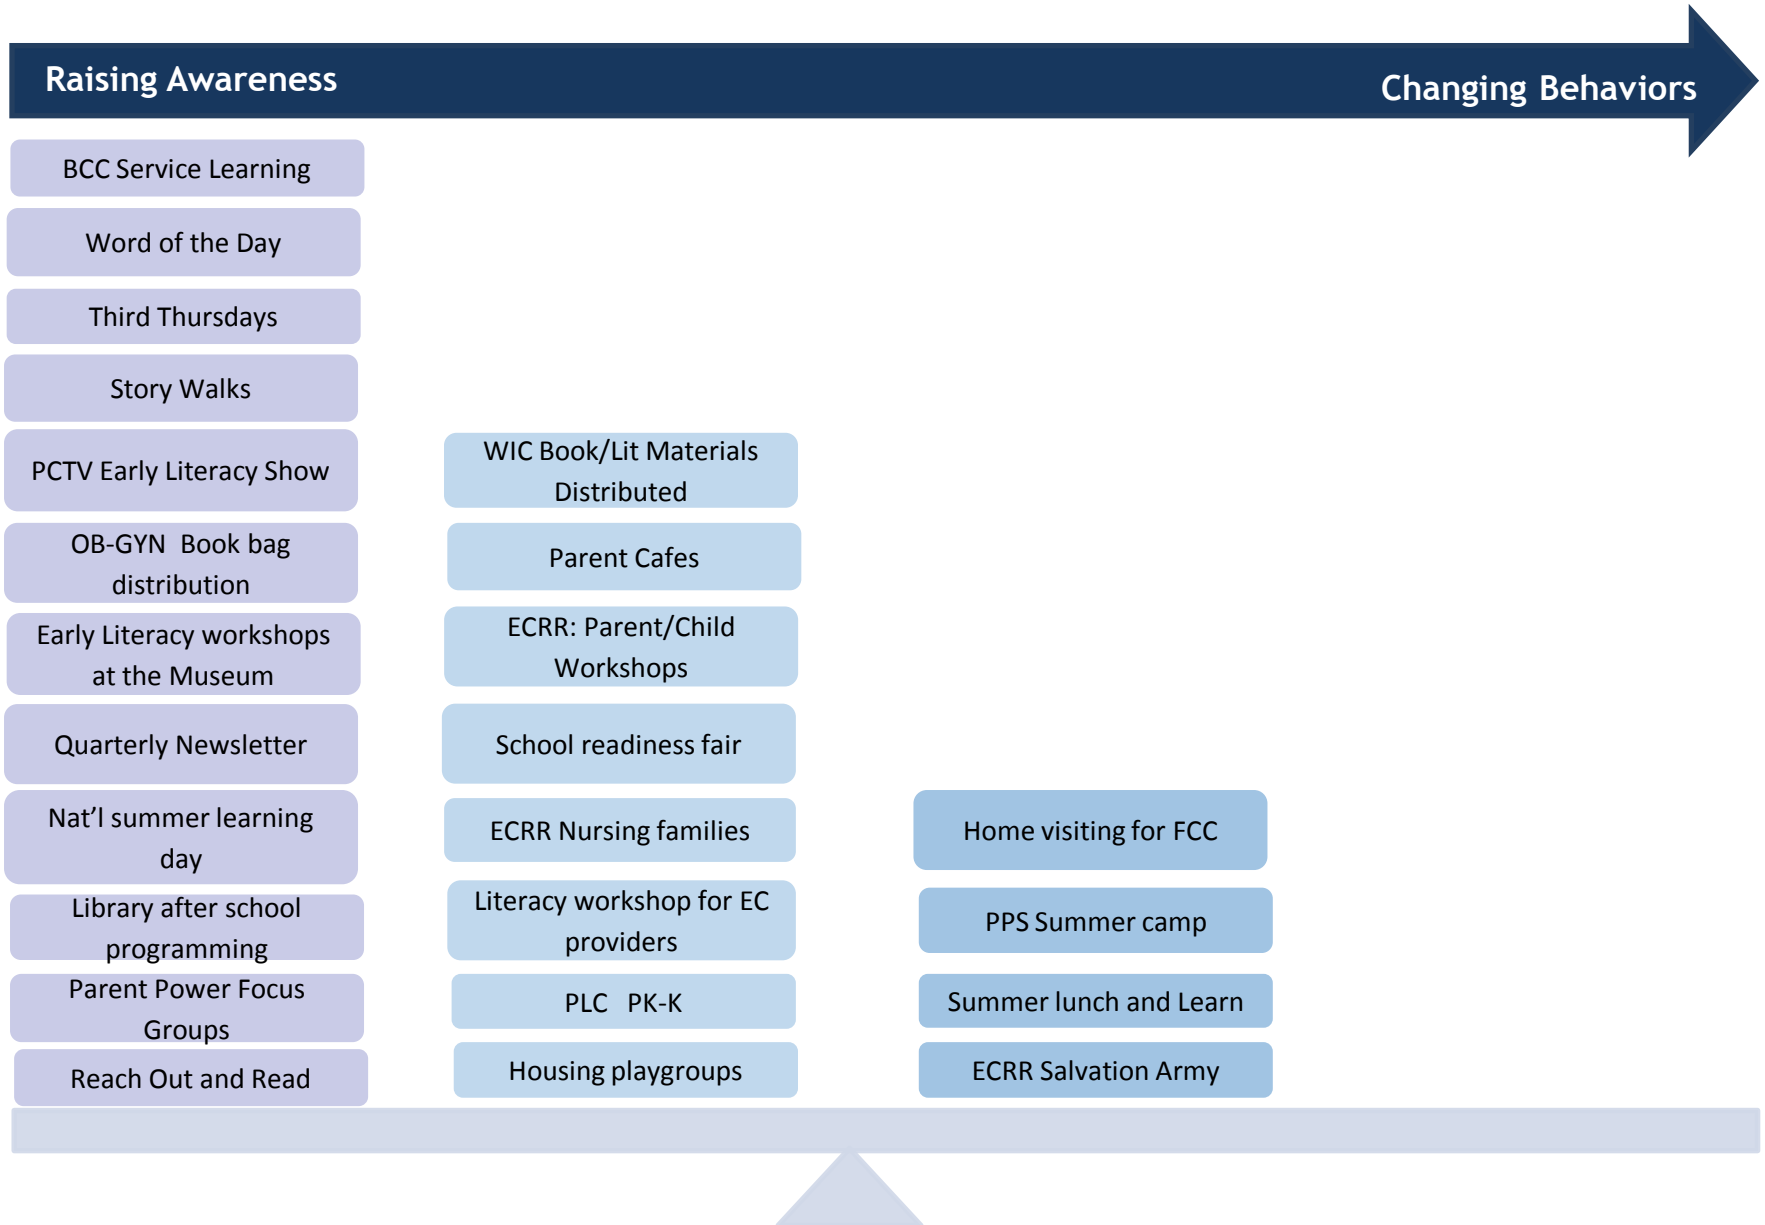 Raising Awareness
Changing Behaviors
BCC Service Learning
Word of the Day
Third Thursdays
Story Walks
PCTV Early Literacy Show
OB-GYN  Book bag
distribution
Early Literacy workshops
at the Museum
Quarterly Newsletter
Nat’l summer learning
day
Library after school
programming
Parent Power Focus
Groups
Reach Out and Read
WIC Book/Lit Materials
Distributed
Parent Cafes
ECRR: Parent/Child
Workshops
School readiness fair
ECRR Nursing families
Literacy workshop for EC
providers
PLC   PK-K
Housing playgroups
Home visiting for FCC
PPS Summer camp
Summer lunch and Learn
ECRR Salvation Army